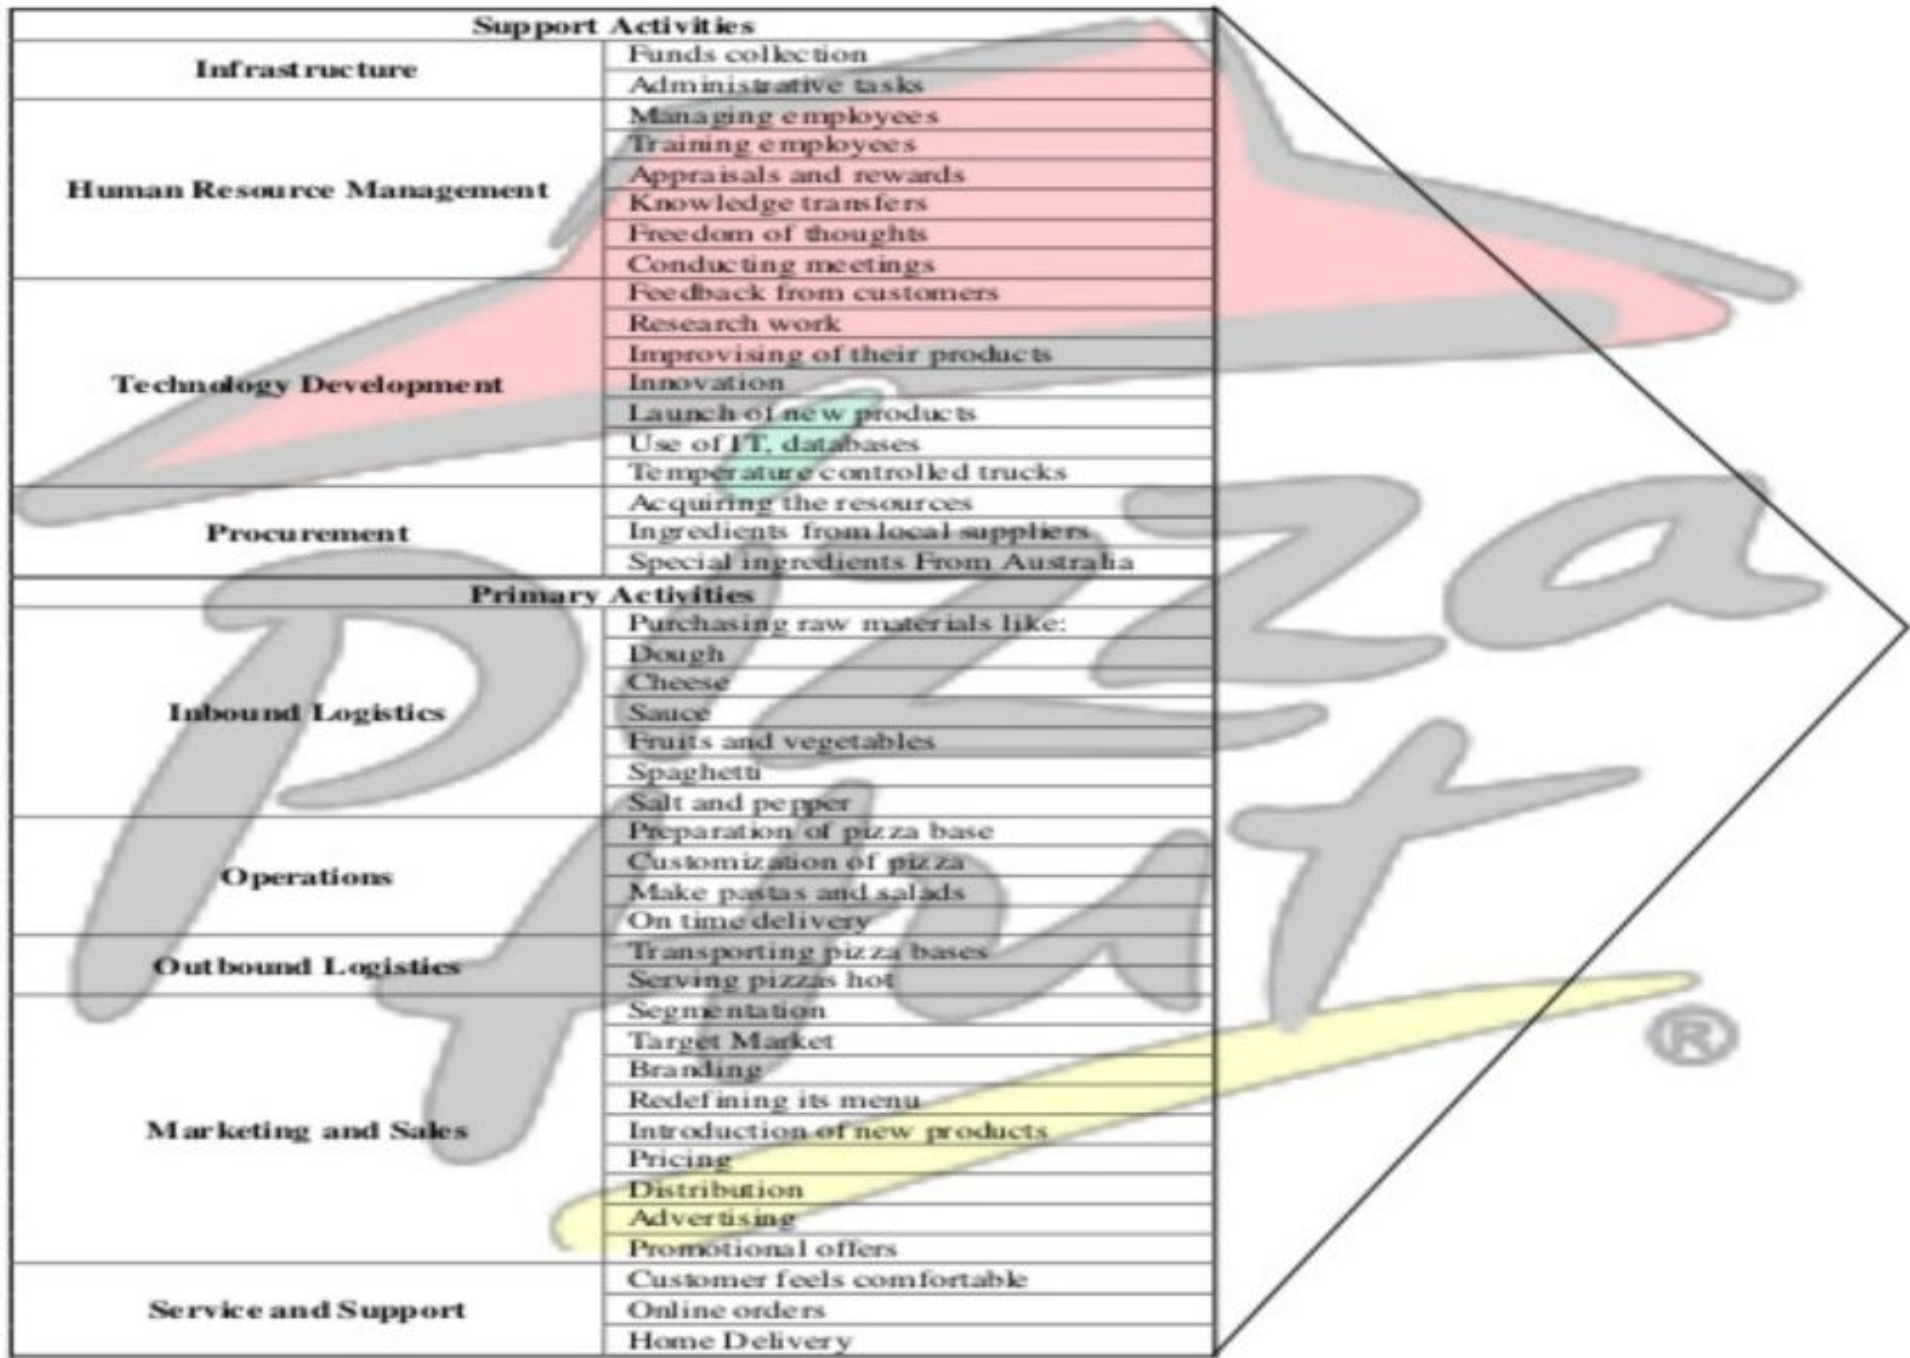 Support Activities
Infrastructure
Funds collection
Administrative tasks
Human Resource Management
Managing employees
Training employees
Appraisals and rewards
Knowledge transfers
Freedom of thoughts
Conducting meetings
Technology Development
Feedback from customers
Research work
Improvising of their products
Innovation
Launch of new products
Use of IT, databases
Temperature controlled trucks
Procurement
Acquiring the resources
Ingredients from local suppliers
Special ingredients From Australia
Primary Activities
Inbound Logistics
Purchasing raw materials like:
Dough
Cheese
Sauce
Fruits and vegetables
Spaghetti
Salt and pepper
Operations
Preparation of pizza base
Customization of pizza
Make pastas and salads
On time delivery
Outbound Logistics
Transporting pizza bases
Serving pizzas hot
Marketing and Sales
Segmentation
Target Market
Branding
Redefining its menu
Introduction of new products
Pricing
Distribution
Advertising
Promotional offers
Service and Support
Customer feels comfortable
Online orders
Home Delivery
Pizza
Hut
®